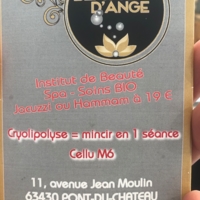 D'ANGE
Institut de Beauté
Spa - Soins BIO
Jacuzzi ou Hammam à 19 €
Cryolipolyse = mincir en 1 séance
Cellu M6
11, avenue Jean Moulin
63430 PONT-DU-CHATEAU